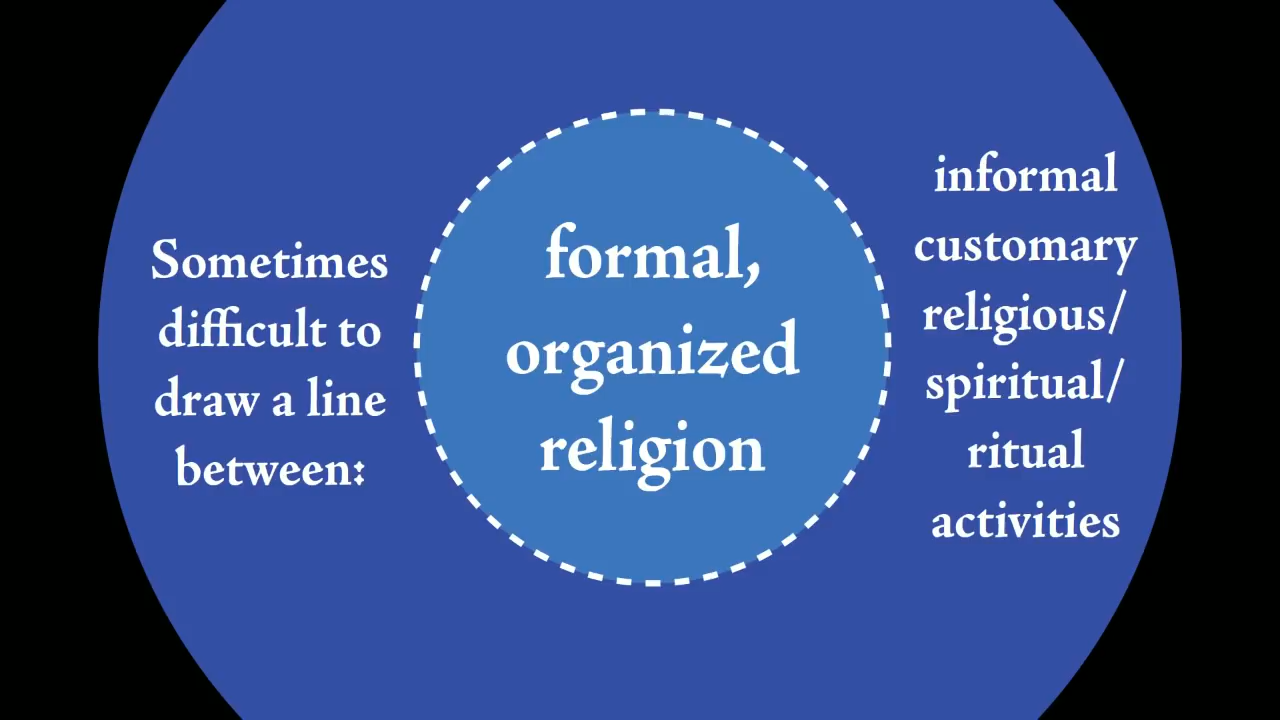 Sometimes
difficult to
draw a line
between:
formal,
organized
religion
informal
customary
religious/
spiritual/
ritual
activities